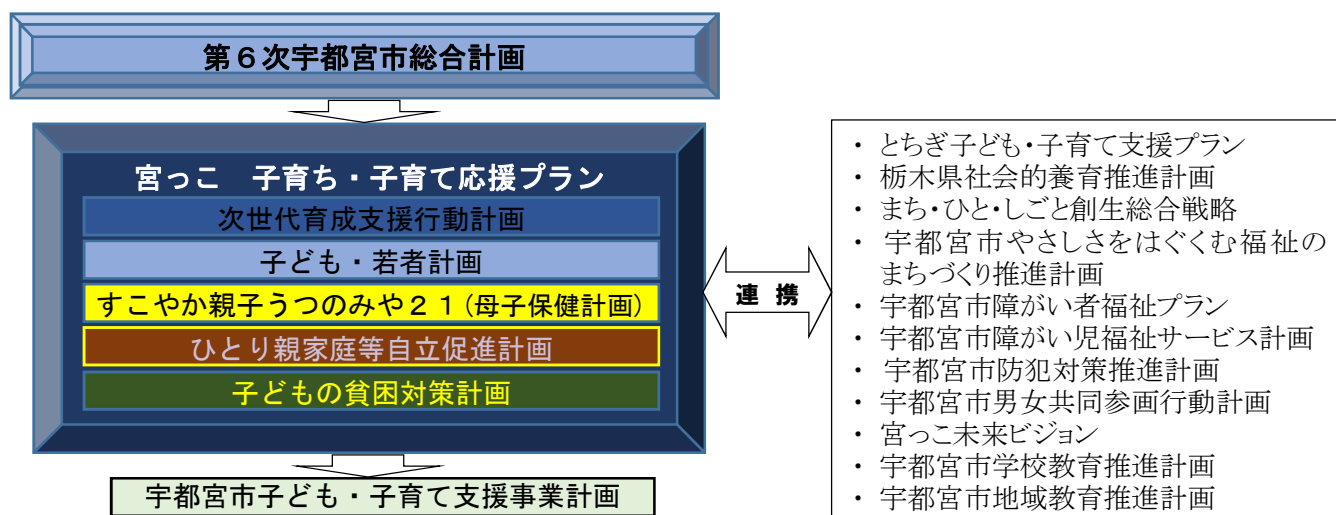 第６次宇都宮市総合計画
宮っこ　子育ち・子育て応援プラン
次世代育成支援行動計画
子ども・若者計画
すこやか親子うつのみや２１(母子保健計画)
ひとり親家庭等自立促進計画
子どもの貧困対策計画
宇都宮市子ども・子育て支援事業計画
連 携
・ とちぎ子ども・子育て支援プラン
・ 栃木県社会的養育推進計画
・ まち・ひと・しごと創生総合戦略
・ 宇都宮市やさしさをはぐくむ福祉の
まちづくり推進計画
・ 宇都宮市障がい者福祉プラン
・ 宇都宮市障がい児福祉サービス計画
・ 宇都宮市防犯対策推進計画
・ 宇都宮市男女共同参画行動計画
・ 宮っこ未来ビジョン
・ 宇都宮市学校教育推進計画
・ 宇都宮市地域教育推進計画